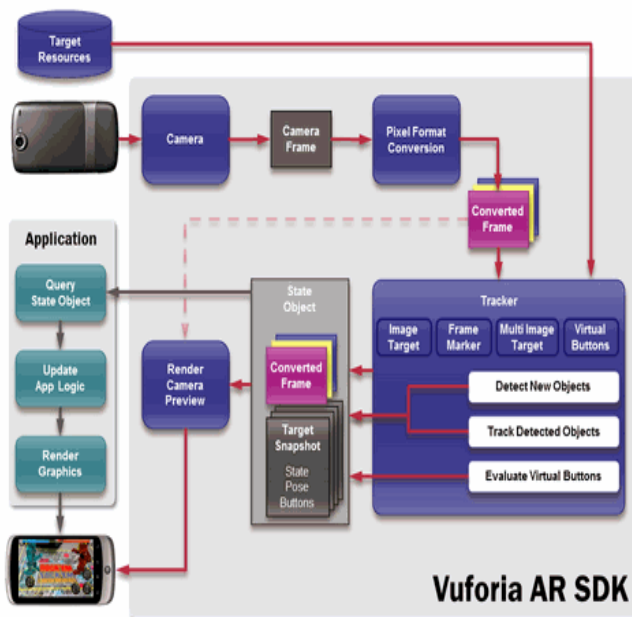 Target
Resources
Camera
Camera
Frame
Pixel Format
Conversion
Converted
Frame
Application
Query
State Object
Update
App Logic
Render
Graphics
Render
Camera
Preview
State
Object
Converted
Frame
Target
Snapshot
State
Pose
Buttons
Tracker
Image
Target
Frame
Marker
Multi Image
Target
Virtual
Buttons
Detect New Objects
Track Detected Objects
Evaluate Virtual Buttons
Vuforia AR SDK